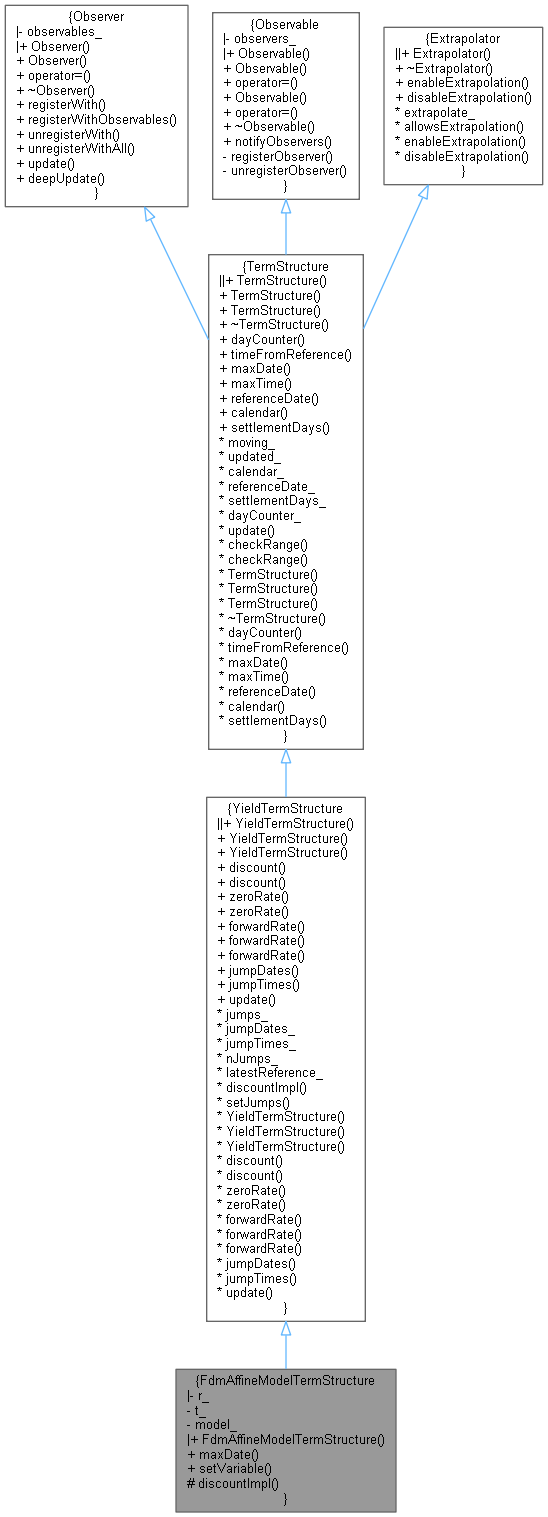 {Observer
|- observables_
|+ Observer()
+ Observer()
+ operator=()
+ ~Observer()
+ registerWith()
+ registerWithObservables()
+ unregisterWith()
+ unregisterWithAll()
+ update()
+ deepUpdate()
}
{Observable
|- observers_
|+ Observable()
+ Observable()
+ operator=()
+ Observable()
+ operator=()
+ ~Observable()
+ notifyObservers()
- registerObserver()
- unregisterObserver()
}
{Extrapolator
||+ Extrapolator()
+ ~Extrapolator()
+ enableExtrapolation()
+ disableExtrapolation()
* extrapolate_
* allowsExtrapolation()
* enableExtrapolation()
* disableExtrapolation()
}
{TermStructure
||+ TermStructure()
+ TermStructure()
+ TermStructure()
+ ~TermStructure()
+ dayCounter()
+ timeFromReference()
+ maxDate()
+ maxTime()
+ referenceDate()
+ calendar()
+ settlementDays()
* moving_
* updated_
* calendar_
* referenceDate_
* settlementDays_
* dayCounter_
* update()
* checkRange()
* checkRange()
* TermStructure()
* TermStructure()
* TermStructure()
* ~TermStructure()
* dayCounter()
* timeFromReference()
* maxDate()
* maxTime()
* referenceDate()
* calendar()
* settlementDays()
}
{YieldTermStructure
||+ YieldTermStructure()
+ YieldTermStructure()
+ YieldTermStructure()
+ discount()
+ discount()
+ zeroRate()
+ zeroRate()
+ forwardRate()
+ forwardRate()
+ forwardRate()
+ jumpDates()
+ jumpTimes()
+ update()
* jumps_
* jumpDates_
* jumpTimes_
* nJumps_
* latestReference_
* discountImpl()
* setJumps()
* YieldTermStructure()
* YieldTermStructure()
* YieldTermStructure()
* discount()
* discount()
* zeroRate()
* zeroRate()
* forwardRate()
* forwardRate()
* forwardRate()
* jumpDates()
* jumpTimes()
* update()
}
{FdmAffineModelTermStructure
|- r_
- t_
- model_
|+ FdmAffineModelTermStructure()
+ maxDate()
+ setVariable()
# discountImpl()
}